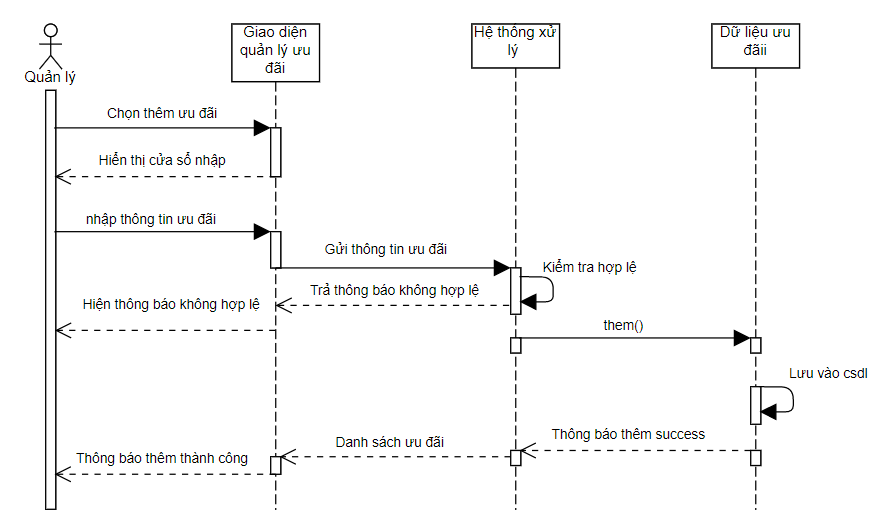 Giao diện
quản lý ưu
đãi
Hệ thông xử
lý
Dữ liệu ưu
đãii
Quản lý
Chọn thêm ưu đãi
Hiển thị cửa sổ nhập
nhập thông tin ưu đãi
Gửi thông tin ưu đãi
Kiểm tra hợp lệ
Trả thông báo không hợp lệ
Hiện thông báo không hợp lệ
them()
Lưu vào csdl
Thông báo thêm success
Danh sách ưu đãi
Thông báo thêm thành công